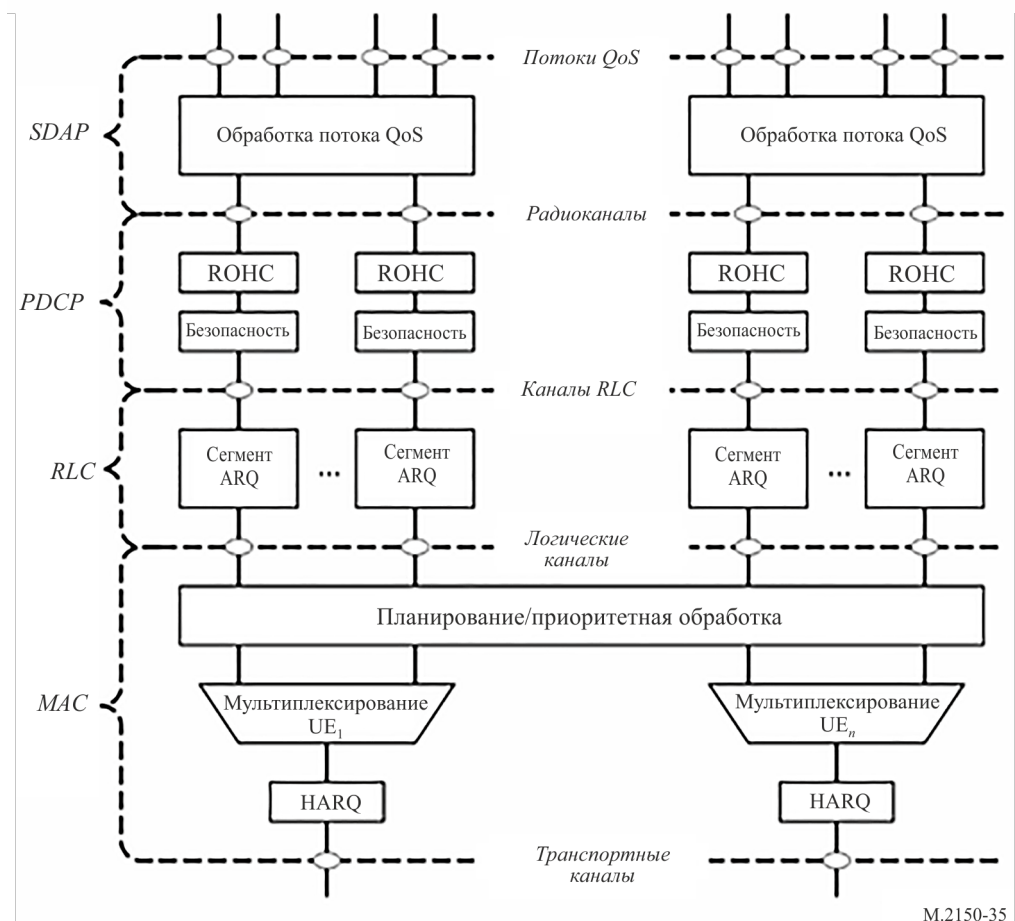 Потоки QoS
SDAP
Обработка потока QoS
Обработка потока QoS
Радиоканалы
ROHC
ROHC
ROHC
ROHC
PDCP
Безопасность
Безопасность
Безопасность
Безопасность
Каналы RLC
RLC
Сегмент
ARQ
...
Сегмент
ARQ
Сегмент
ARQ
...
Сегмент
ARQ
Логические
каналы
Планирование/приоритетная обработка
MAC
Мультиплексирование
UE1
Мультиплексирование
UEn
HARQ
HARQ
Транспортные
каналы
M.2150-35